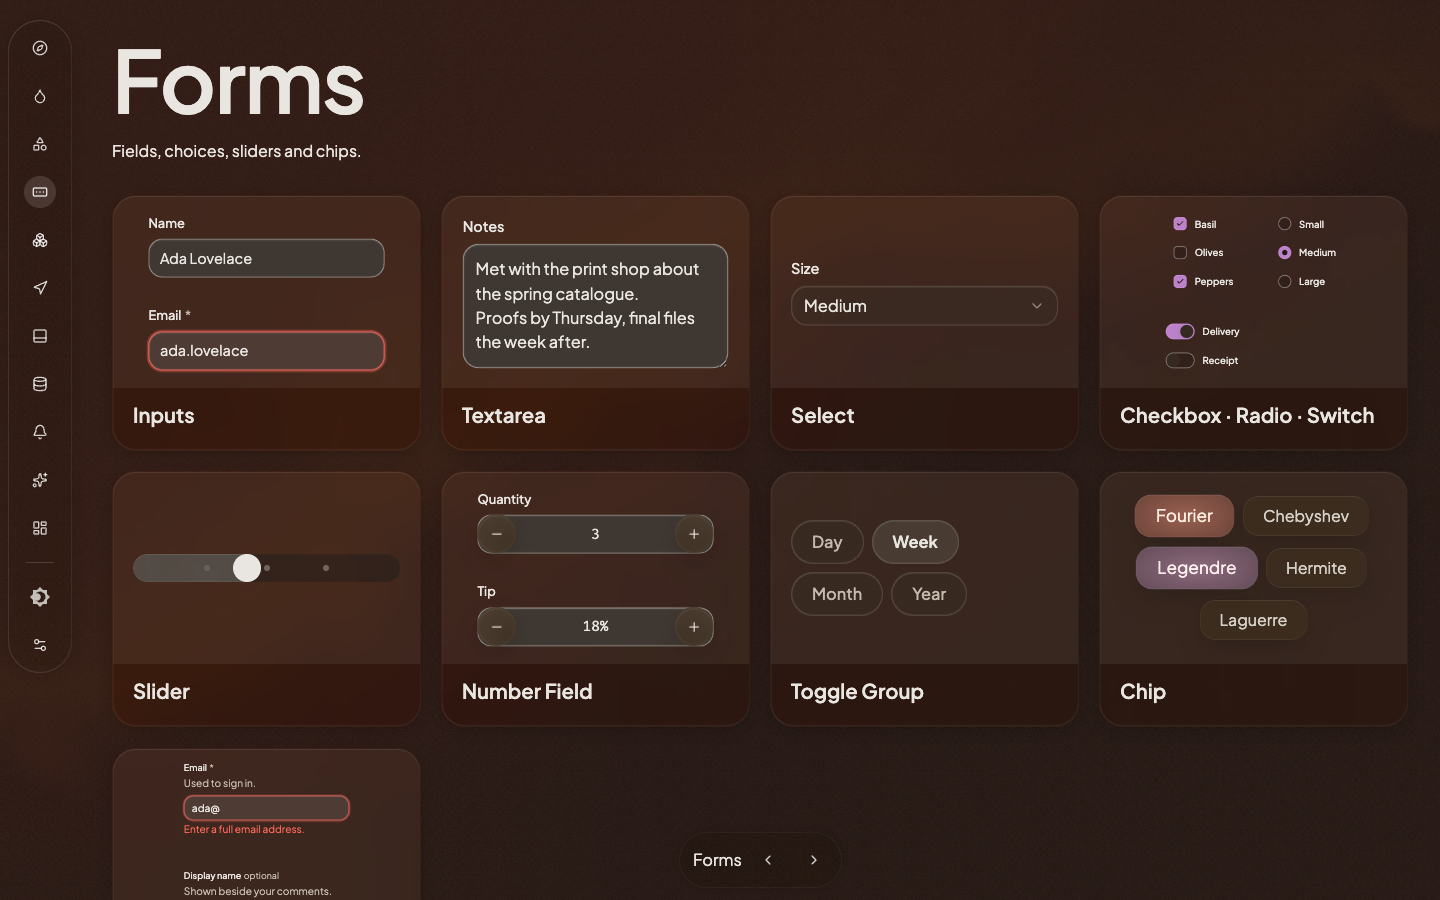 Forms
Fields, choices, sliders and chips.
Name
Ada Lovelace
Email *
ada.lovelace
Inputs
Notes
Met with the print shop about
the spring catalogue.
Proofs by Thursday, final files
the week after.
Textarea
Size
Medium
Select
Basil
Small
Olives
Medium
Peppers
Large
Delivery
Receipt
Checkbox · Radio · Switch
Slider
Quantity
− 3 +
Tip
− 18% +
Number Field
Day Week
Month Year
Toggle Group
Fourier Chebyshev
Legendre Hermite
Laguerre
Chip
Email *
Used to sign in.
ada@
Enter a full email address.
Display name optional
Shown beside your comments.
Forms